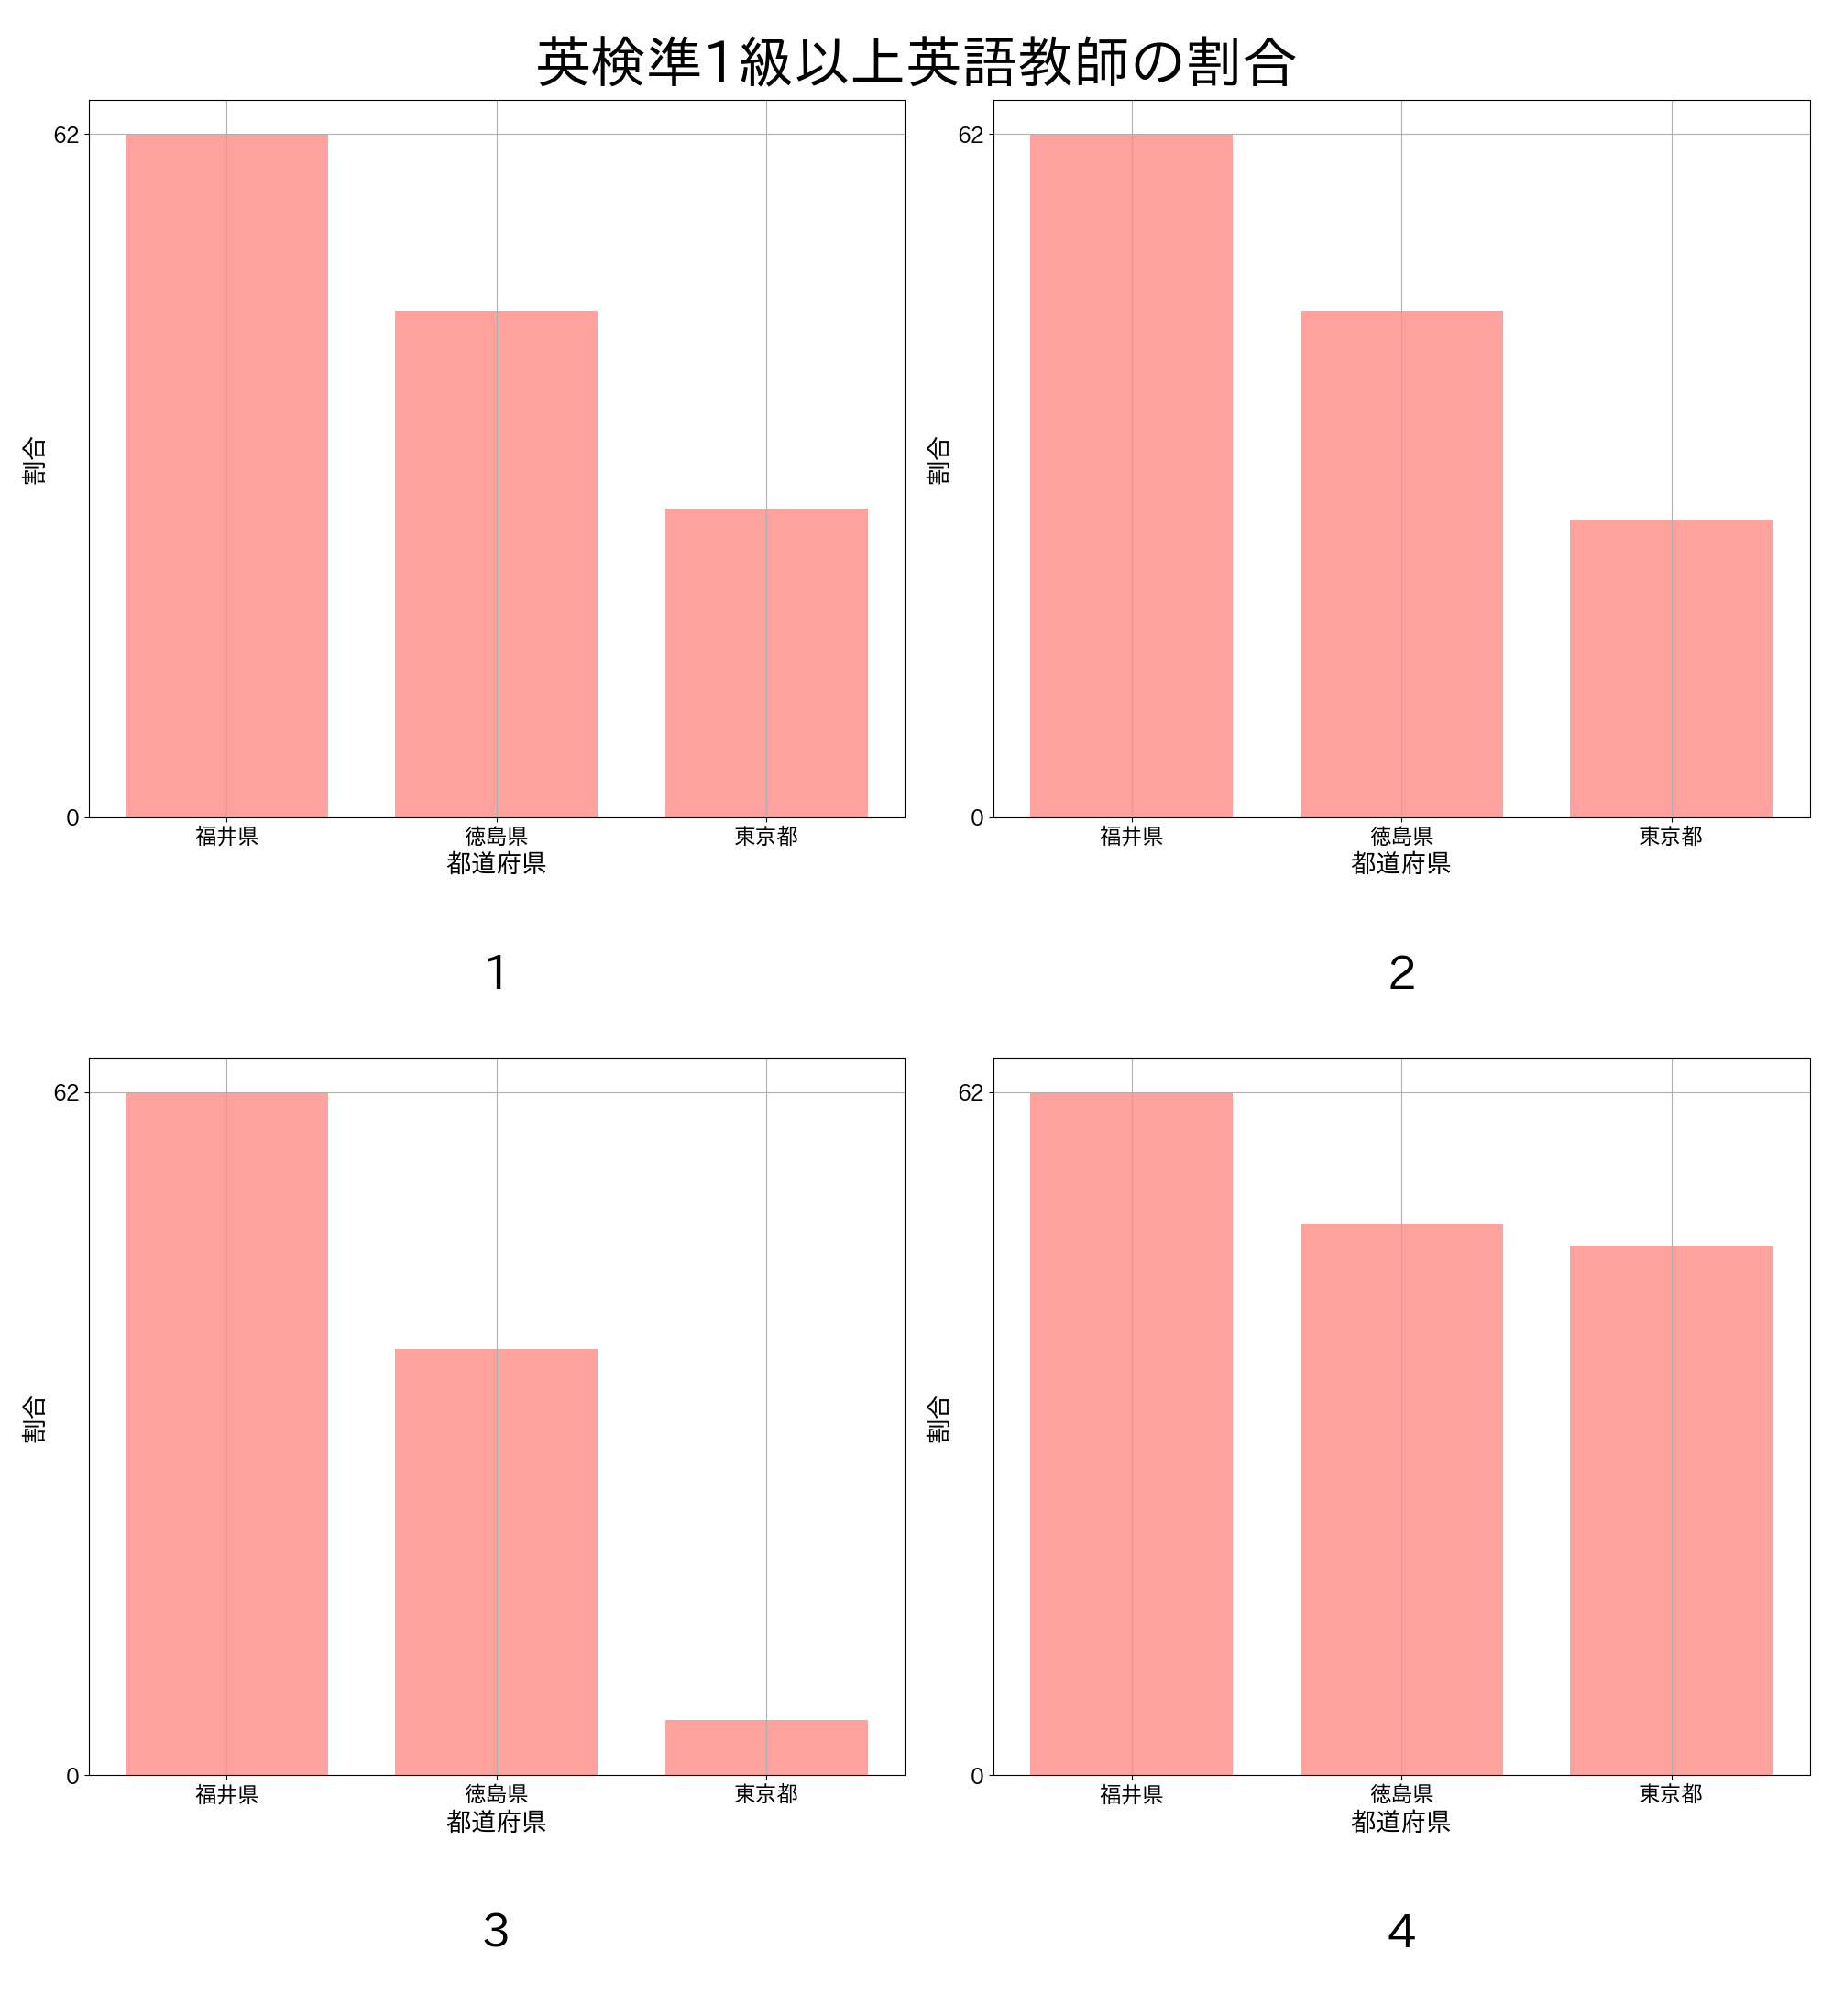 英検準1級以上英語教師の割合
62
0
割合
福井県 徳島県 東京都
都道府県
1
62
0
割合
福井県 徳島県 東京都
都道府県
2
62
0
割合
福井県 徳島県 東京都
都道府県
3
62
0
割合
福井県 徳島県 東京都
都道府県
4